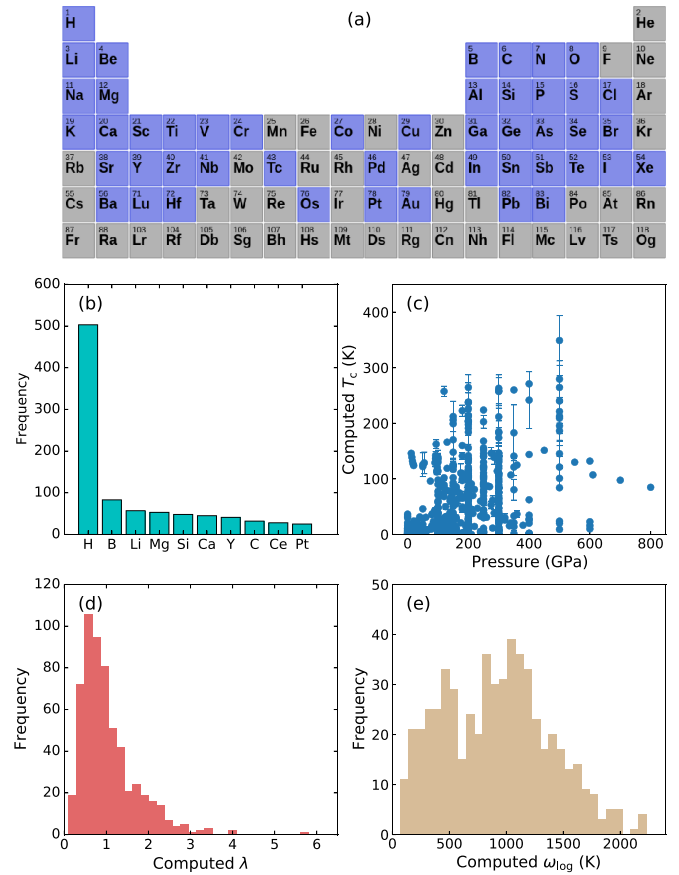 (a)
1 2
H He
3 4 5 6 7 8 9 10
Li Be B C N O F Ne
11 12 13 14 15 16 17 18
Na Mg Al Si P S Cl Ar
19 20 21 22 23 24 25 26 27 28 29 30 31 32 33 34 35 36
K Ca Sc Ti V Cr Mn Fe Co Ni Cu Zn Ga Ge As Se Br Kr
37 38 39 40 41 42 43 44 45 46 47 48 49 50 51 52 53 54
Rb Sr Y Zr Nb Mo Tc Ru Rh Pd Ag Cd In Sn Sb Te I Xe
55 56 71 72 73 74 75 76 77 78 79 80 81 82 83 84 85 86
Cs Ba Lu Hf Ta W Re Os Ir Pt Au Hg Tl Pb Bi Po At Rn
87 88 103 104 105 106 107 108 109 110 111 112 113 114 115 116 117 118
Fr Ra Lr Rf Db Sg Bh Hs Mt Ds Rg Cn Nh Fl Mc Lv Ts Og
(b)
Frequency
600
500
400
300
200
100
0
H B Li Mg Si Ca Y C Ce Pt
(c)
Computed Tc (K)
400
300
200
100
0
0 200 400 600 800
Pressure (GPa)
(d)
Frequency
120
100
80
60
40
20
0
0 1 2 3 4 5 6
Computed λ
(e)
Frequency
50
40
30
20
10
0
0 500 1000 1500 2000
Computed ωlog (K)